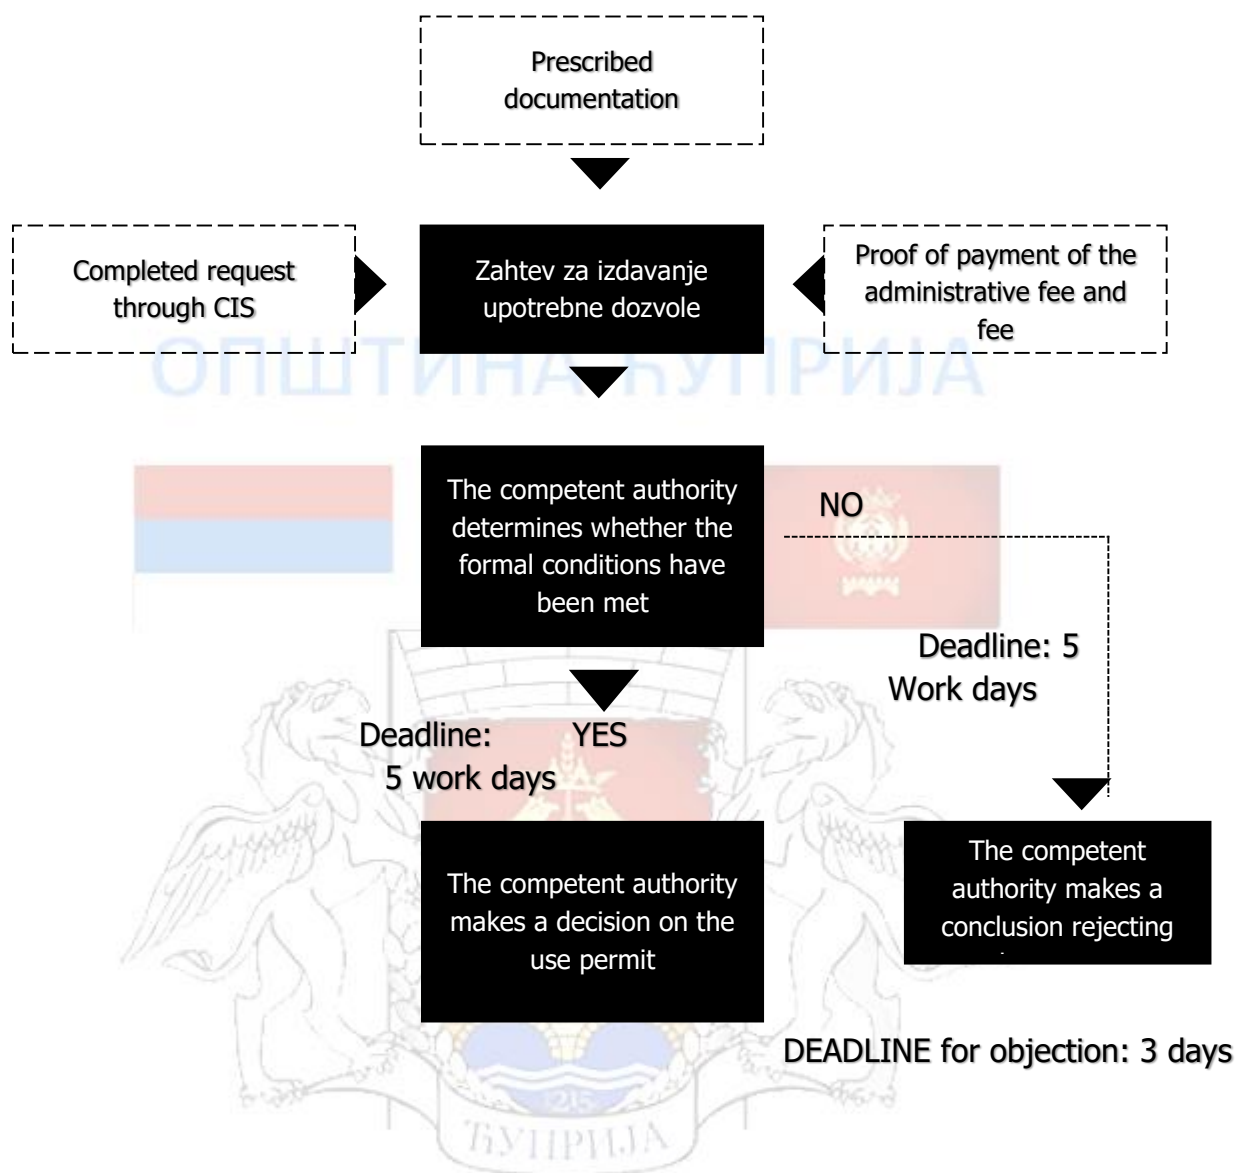 Prescribed
documentation
Completed request
through CIS
Zahtev za izdavanje
upotrebne dozvole
Proof of payment of the
administrative fee and
fee
ОПШТИНА ЋУПРИЈА
The competent authority
determines whether the
formal conditions have
been met
NO
Deadline: 5
Work days
Deadline: YES
5 work days
The competent authority
makes a decision on the
use permit
The competent
authority makes a
conclusion rejecting
DEADLINE for objection: 3 days
1215
ЋУПРИЈА